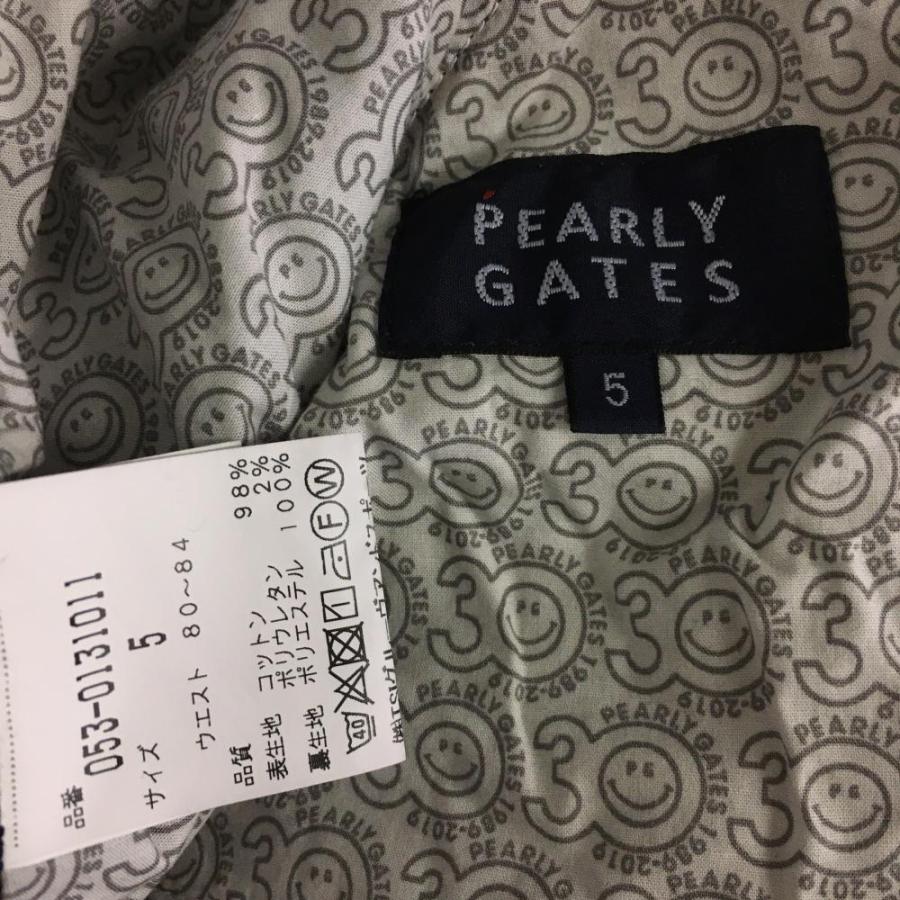 PEARLY
GATES
5
品番 053-0131011
サイズ 5
ウエスト 80~84
品質
表生地 コットン 98%
ポリウレタン 2%
裏生地 ポリエステル 100%
40 F W
PEARLY GATES 1989-2019
30
PG